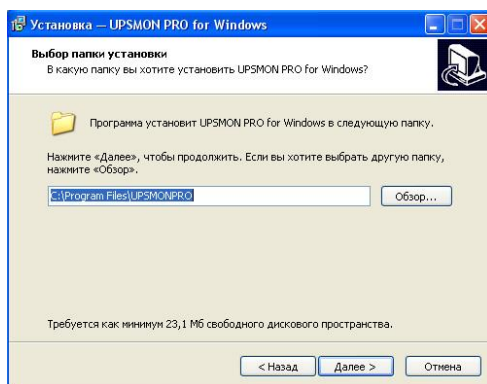 Установка — UPSMON PRO for Windows
Выбор папки установки
В какую папку вы хотите установить UPSMON PRO for Windows?
Программа установит UPSMON PRO for Windows в следующую папку.
Нажмите «Далее», чтобы продолжить. Если вы хотите выбрать другую папку,
нажмите «Обзор».
C:\Program Files\UPSMONPRO
Обзор...
Требуется как минимум 23,1 Мб свободного дискового пространства.
< Назад
Далее >
Отмена